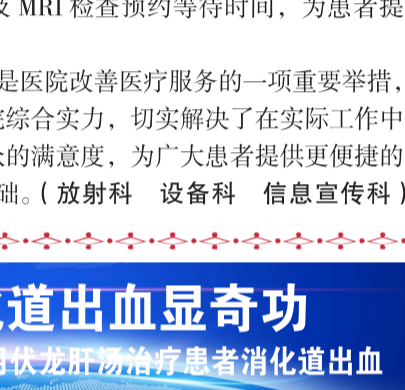 及 MRI 检查预约等待时间，为患者提
是医院改善医疗服务的一项重要举措，
院综合实力，切实解决了在实际工作中
众的满意度，为广大患者提供更便捷的
础。（放射科 设备科 信息宣传科）
化道出血显奇功
用伏龙肝汤治疗患者消化道出血